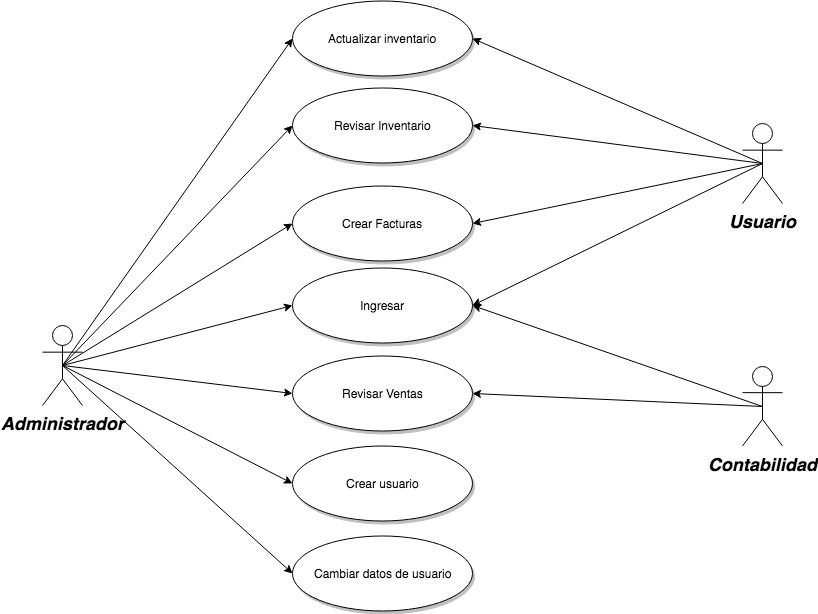 Actualizar inventario
Revisar Inventario
Crear Facturas
Ingresar
Revisar Ventas
Crear usuario
Cambiar datos de usuario
Administrador
Usuario
Contabilidad